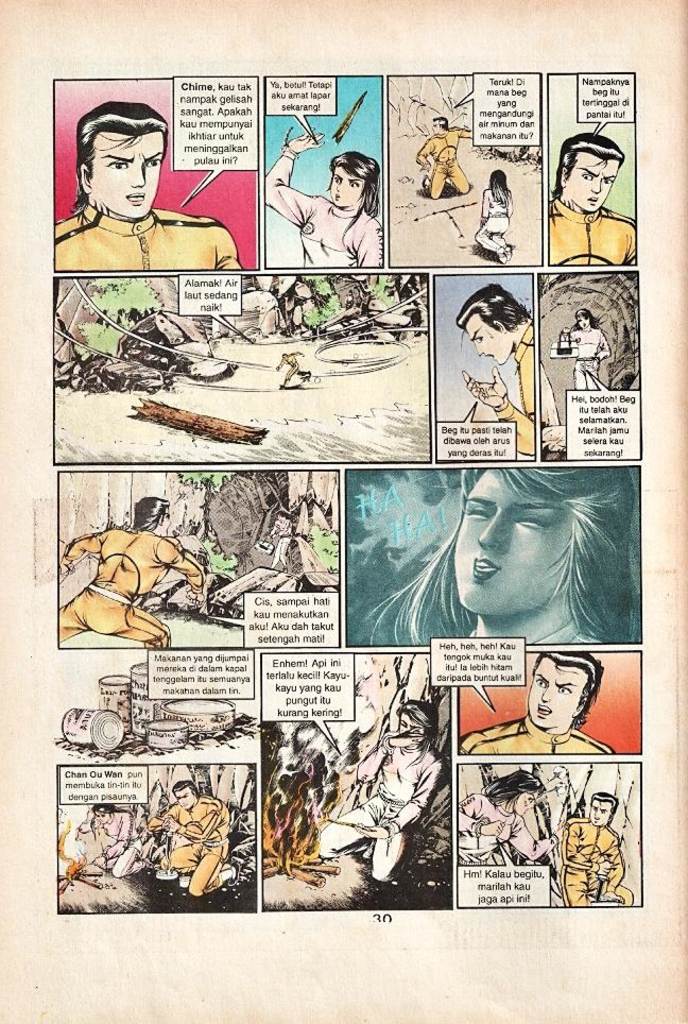 Chime, kau tak
nampak gelisah
sangat. Apakah
kau mempunyai
ikhtiar untuk
meninggalkan
pulau ini?
Ya, betul! Tetapi
aku amat lapar
sekarang!
Teruk! Di
mana beg
yang
mengandungi
air minum dan
makanan itu?
Nampaknya
beg itu
tertinggal di
pantai itu!
Alamak! Air
laut sedang
naik!
Beg itu pasti telah
dibawa oleh arus
yang deras itu!
Hei, bodoh! Beg
itu telah aku
selamatkan.
Marilah jamu
selera kau
sekarang!
Cis, sampai hati
kau menakutkan
aku! Aku dah takut
setengah mati!
HA
HA!
Makanan yang dijumpai
mereka di dalam kapal
tenggelam itu semuanya
makahan dalam tin.
Chan Ou Wan pun
membuka tin-tin itu
dengan pisaunya.
Enhem! Api ini
terlalu kecil! Kayu-
kayu yang kau
pungut itu
kurang kering!
Heh, heh, heh! Kau
tengok muka kau
itu! Ia lebih hitam
daripada buntut kuali!
Hm! Kalau begitu,
marilah kau
jaga api ini!
30